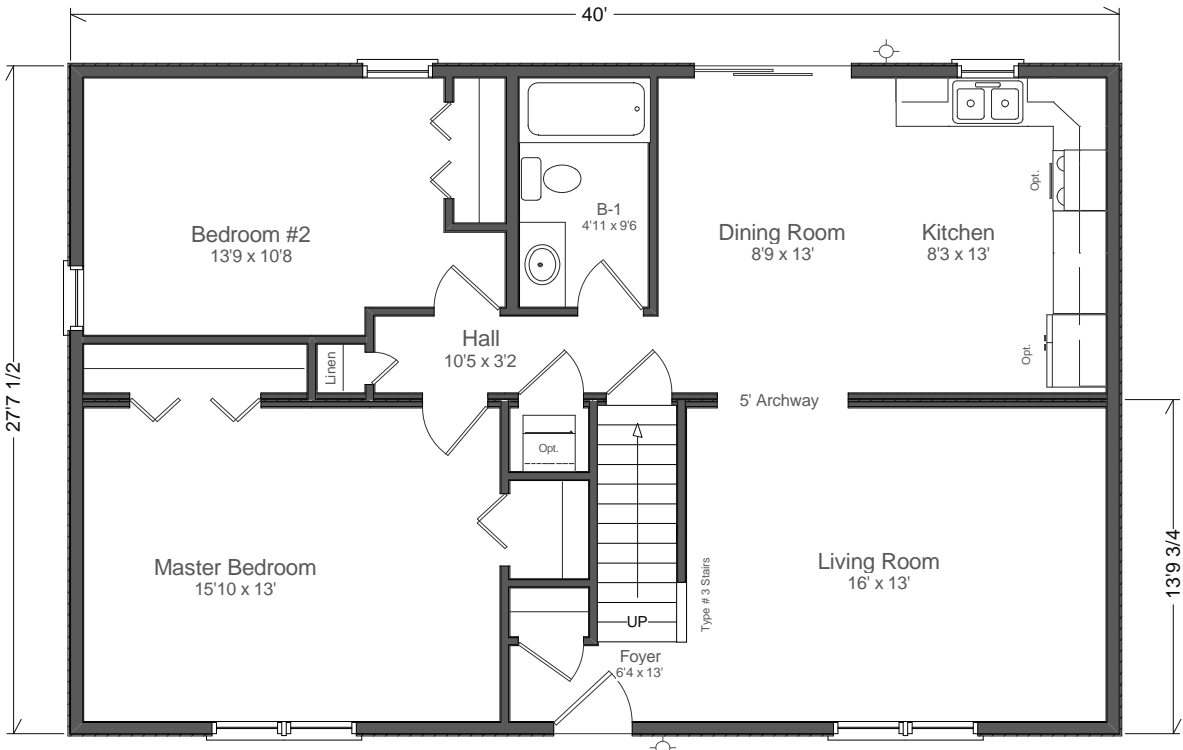 40'
27'7 1/2
13'9 3/4
Bedroom #2
13'9 x 10'8
B-1
4'11 x 9'6
Dining Room
8'9 x 13'
Kitchen
8'3 x 13'
Opt.
Opt.
Hall
10'5 x 3'2
Linen
5' Archway
Opt.
Master Bedroom
15'10 x 13'
Living Room
16' x 13'
Type # 3 Stairs
UP
Foyer
6'4 x 13'